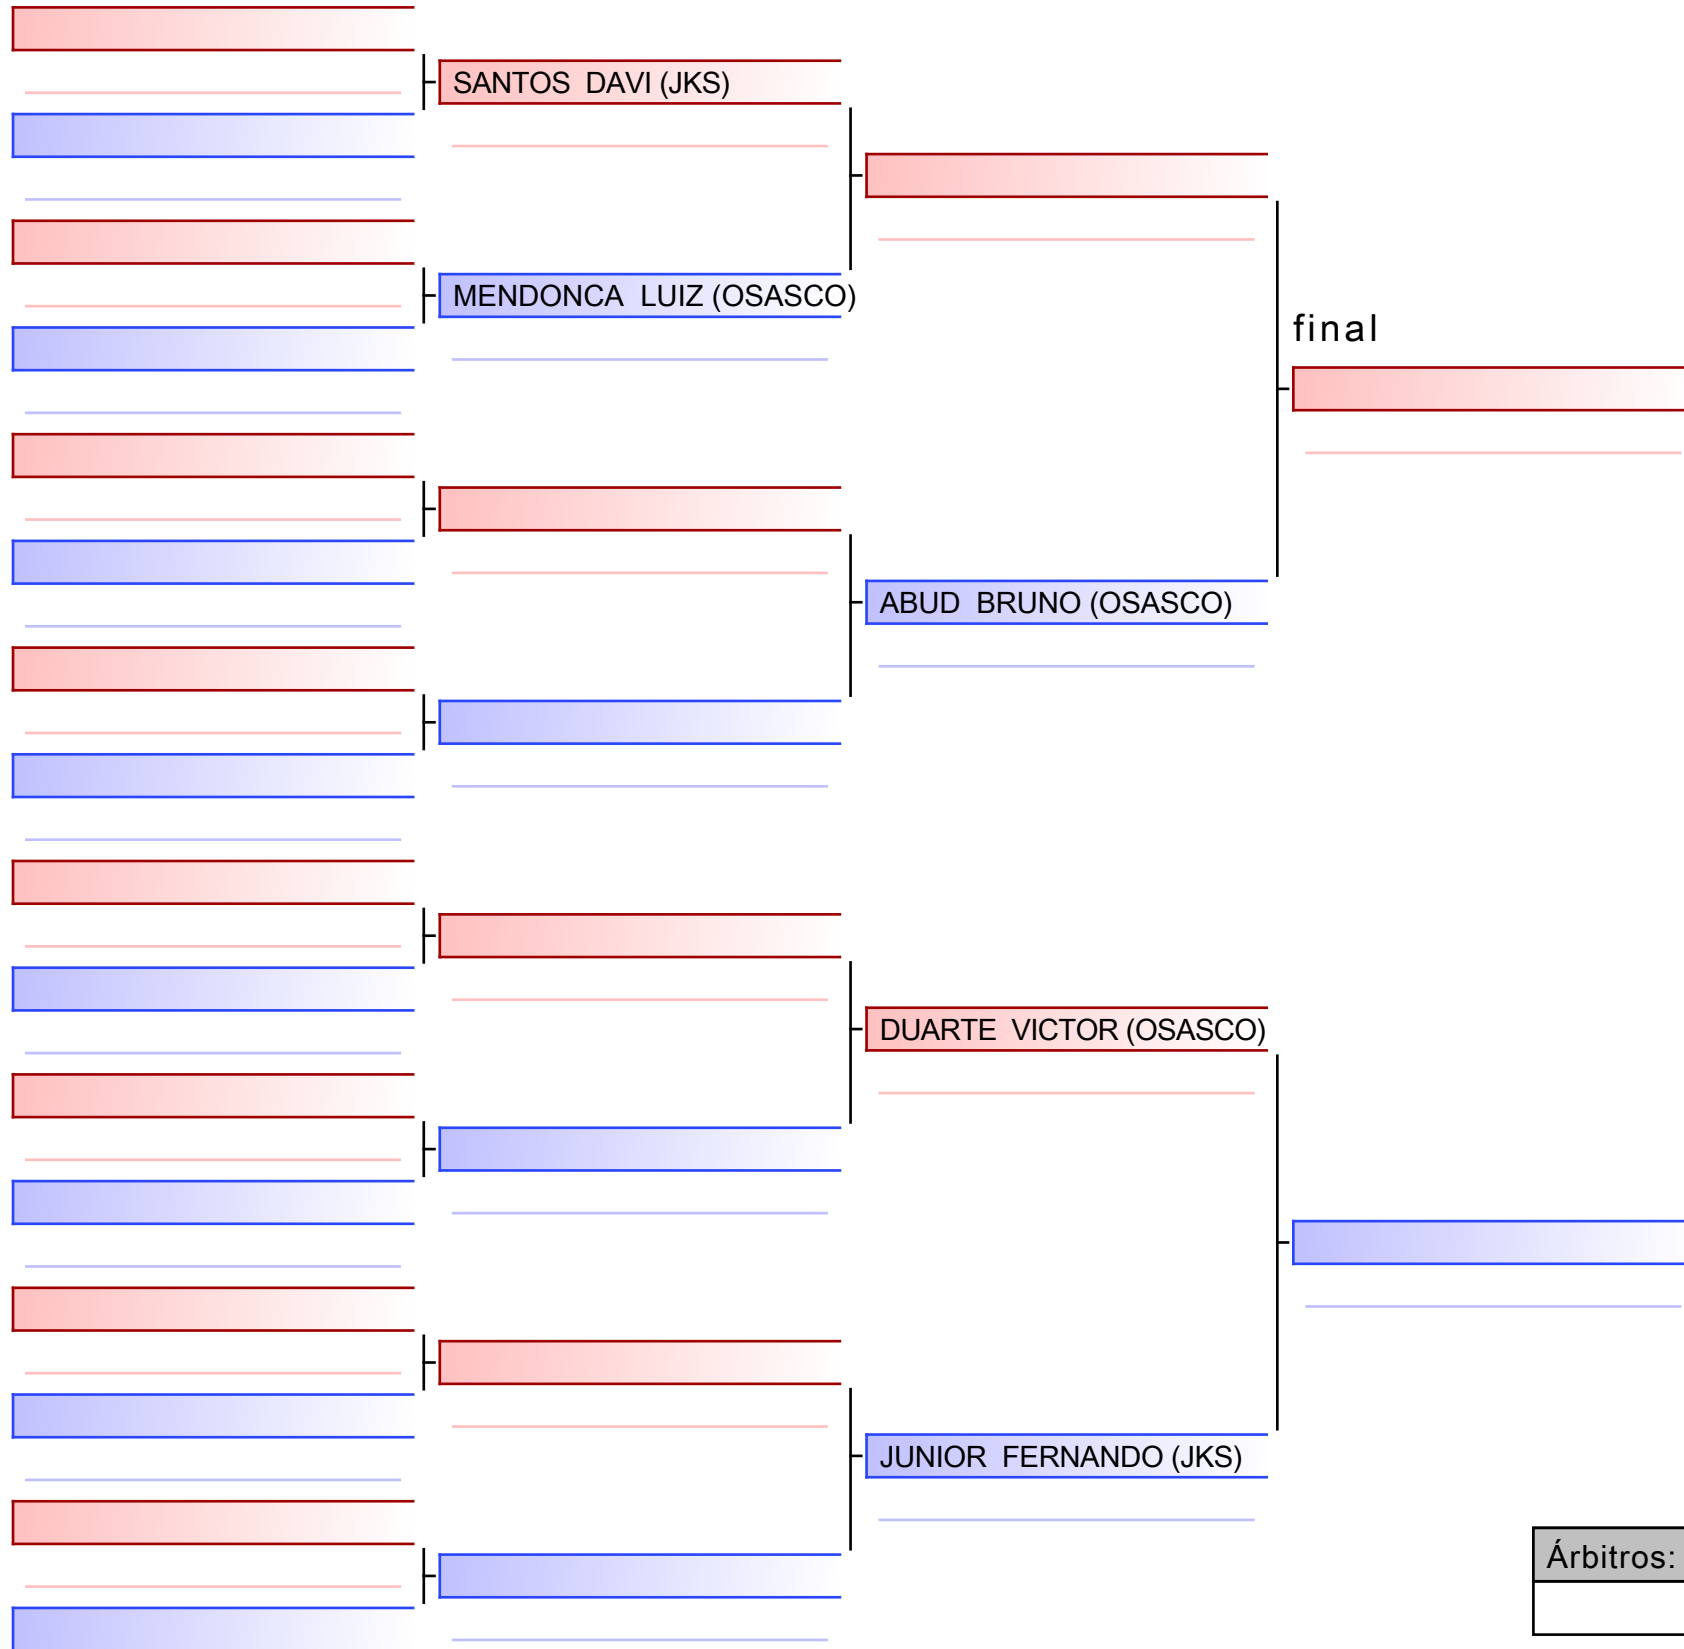 SANTOS DAVI (JKS)
MENDONCA LUIZ (OSASCO)
final
ABUD BRUNO (OSASCO)
DUARTE VICTOR (OSASCO)
JUNIOR FERNANDO (JKS)
Árbitros: